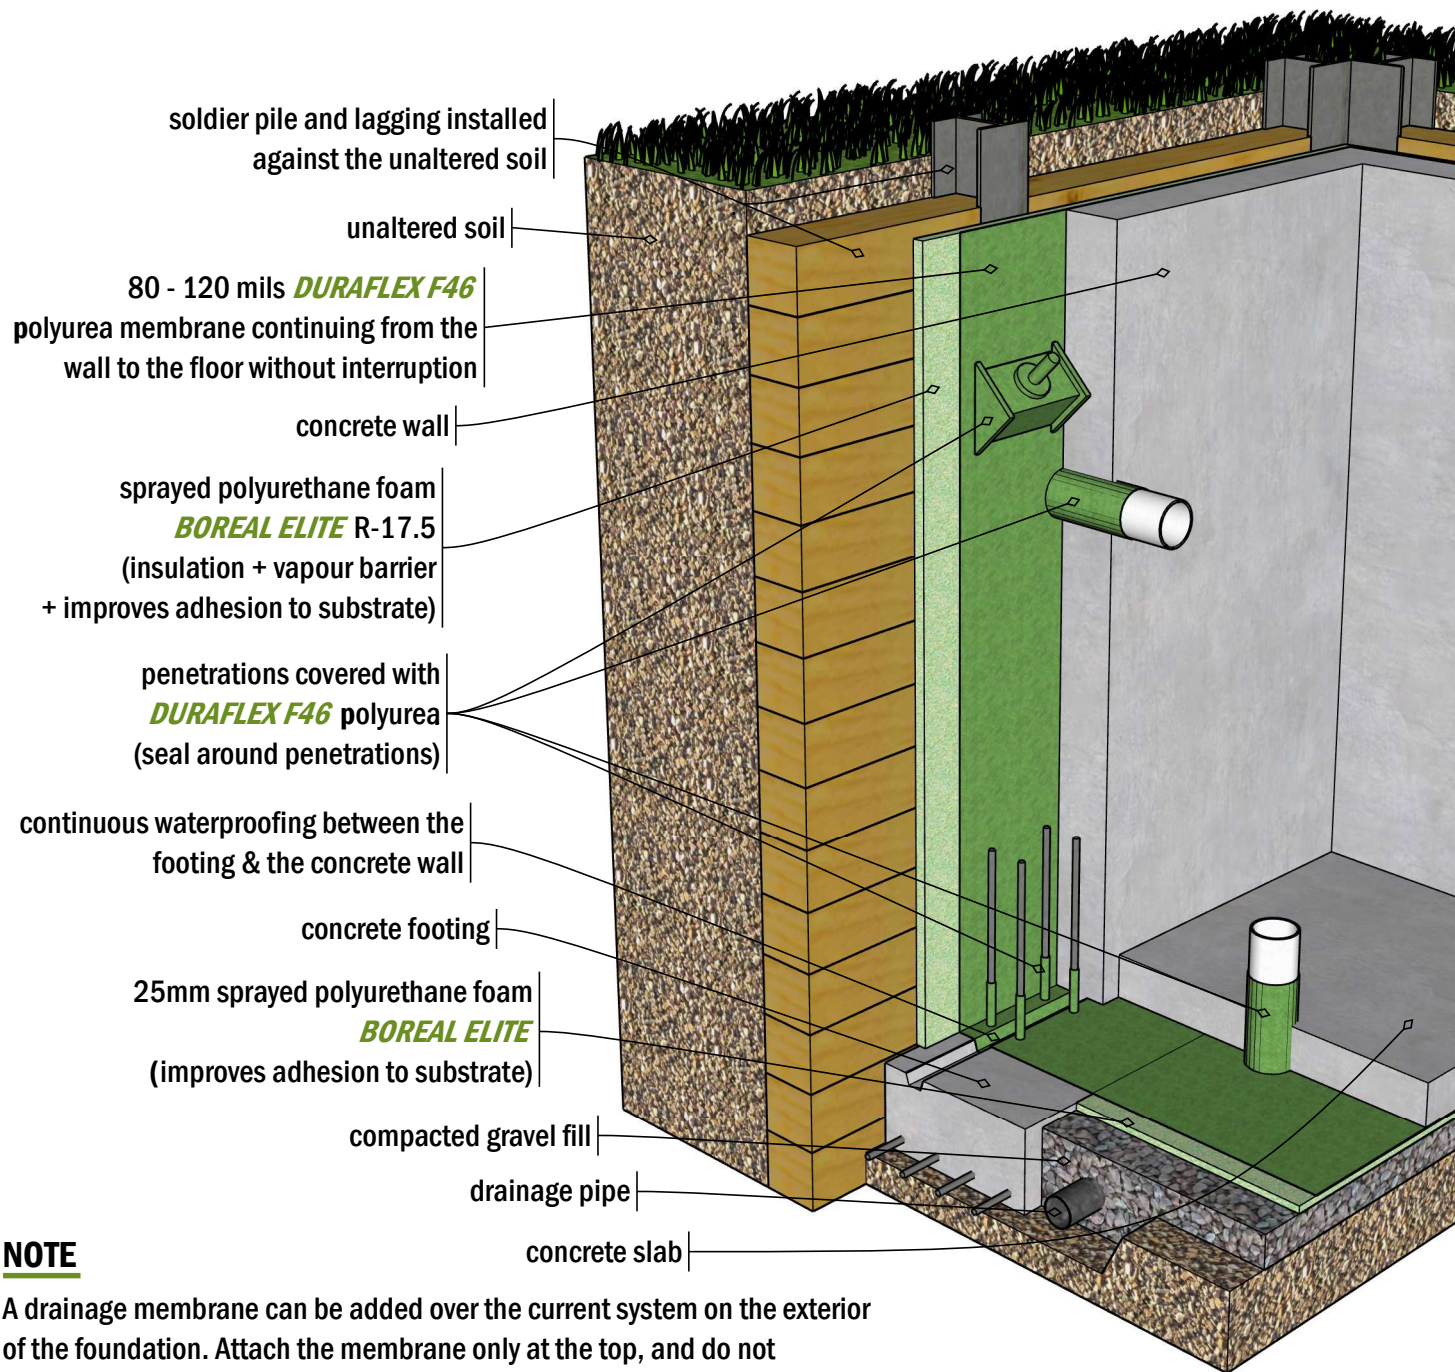 soldier pile and lagging installed
against the unaltered soil
unaltered soil
80 - 120 mils DURAFLEX F46
polyurea membrane continuing from the
wall to the floor without interruption
concrete wall
sprayed polyurethane foam
BOREAL ELITE R-17.5
(insulation + vapour barrier
+ improves adhesion to substrate)
penetrations covered with
DURAFLEX F46 polyurea
(seal around penetrations)
continuous waterproofing between the
footing & the concrete wall
concrete footing
25mm sprayed polyurethane foam
BOREAL ELITE
(improves adhesion to substrate)
compacted gravel fill
drainage pipe
concrete slab
NOTE
A drainage membrane can be added over the current system on the exterior
of the foundation. Attach the membrane only at the top, and do not